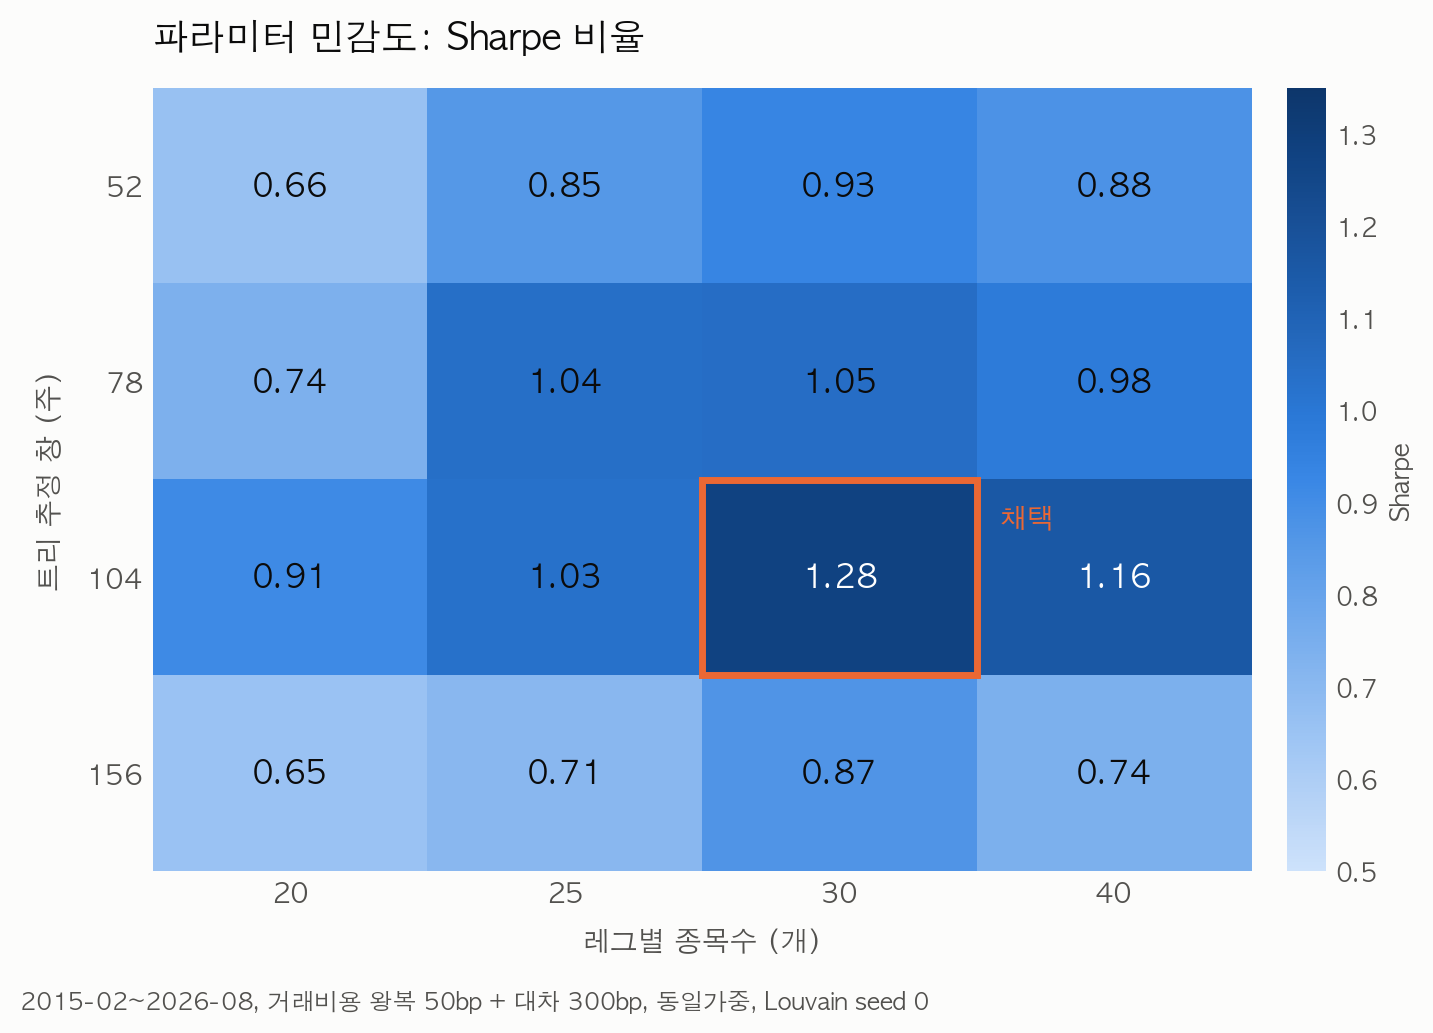 파라미터 민감도: Sharpe 비율
52 0.66 0.85 0.93 0.88
78 0.74 1.04 1.05 0.98
채택
104 0.91 1.03 1.28 1.16
156 0.65 0.71 0.87 0.74
20 25 30 40
트리 추정 창 (주)
레그별 종목수 (개)
1.3
1.2
1.1
1.0
0.9
0.8
0.7
0.6
0.5
Sharpe
2015-02~2026-08, 거래비용 왕복 50bp + 대차 300bp, 동일가중, Louvain seed 0